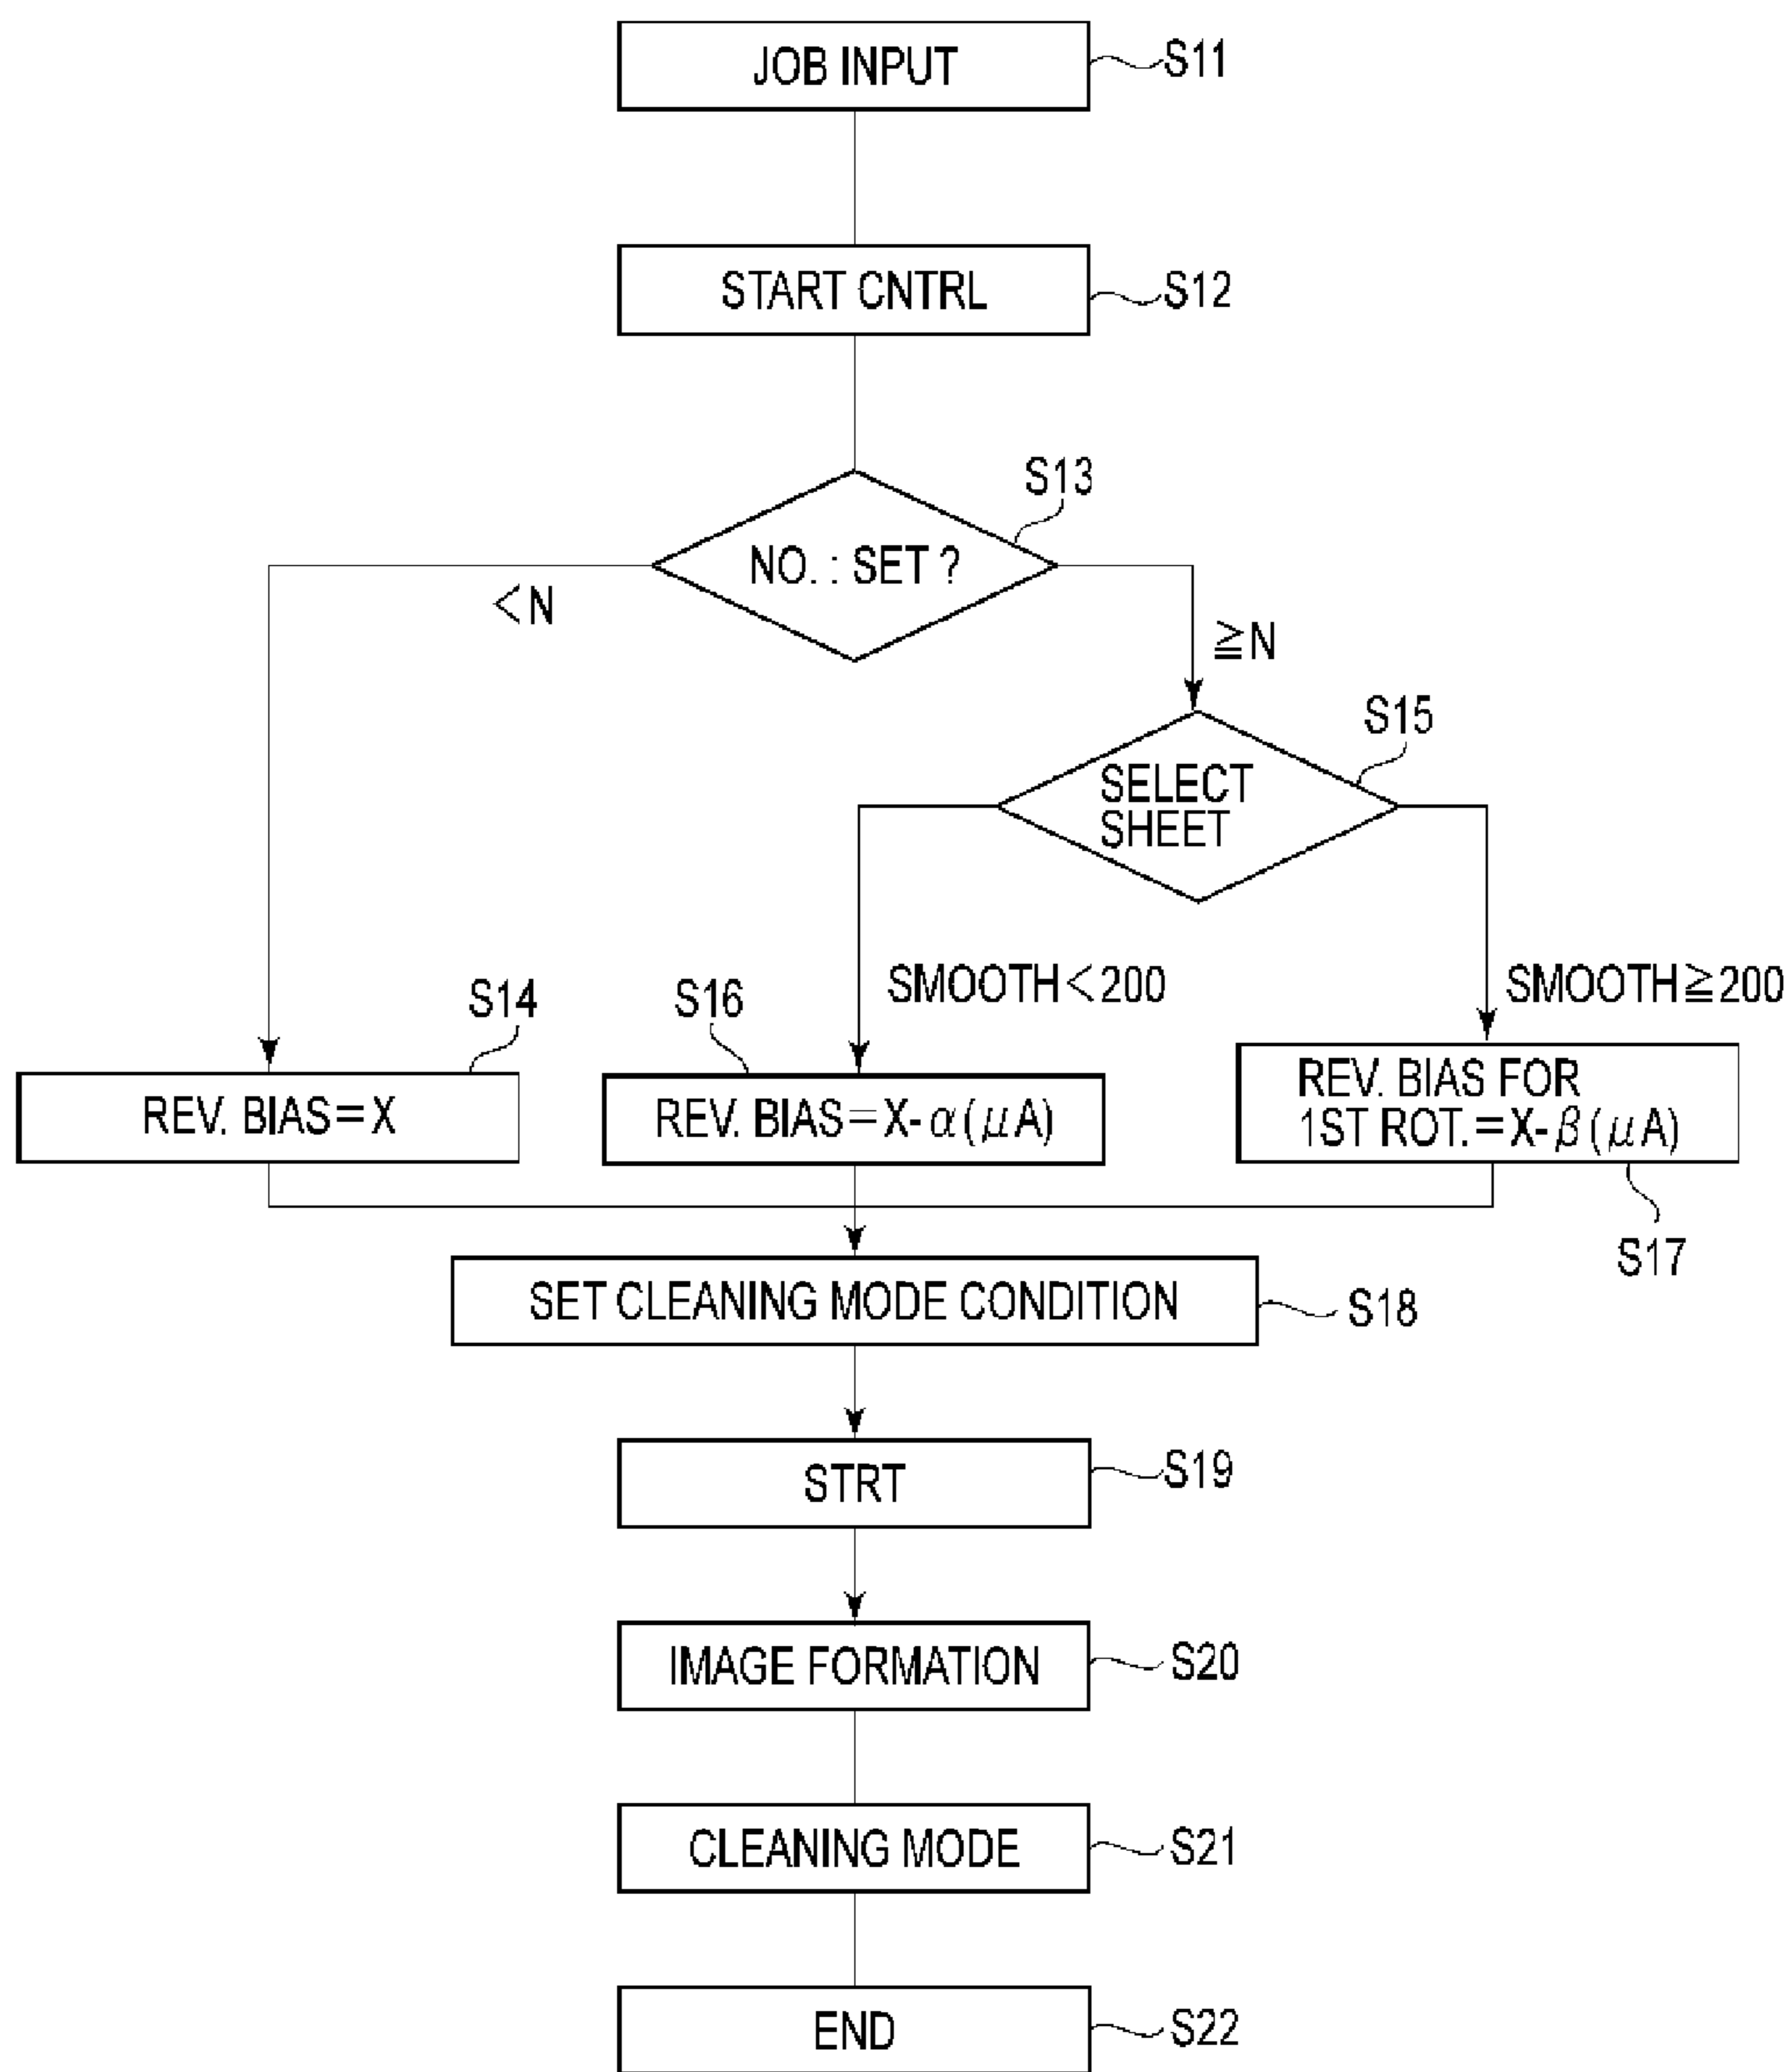 JOB INPUT
S11
START CNTRL
S12
S13
NO. : SET ?
<N
≧N
S15
SELECT
SHEET
SMOOTH<200
SMOOTH≧200
S14
S16
REV. BIAS=X
REV. BIAS=X-α(μA)
REV. BIAS FOR
1ST ROT.=X-β(μA)
S17
SET CLEANING MODE CONDITION
S18
STRT
S19
IMAGE FORMATION
S20
CLEANING MODE
S21
END
S22